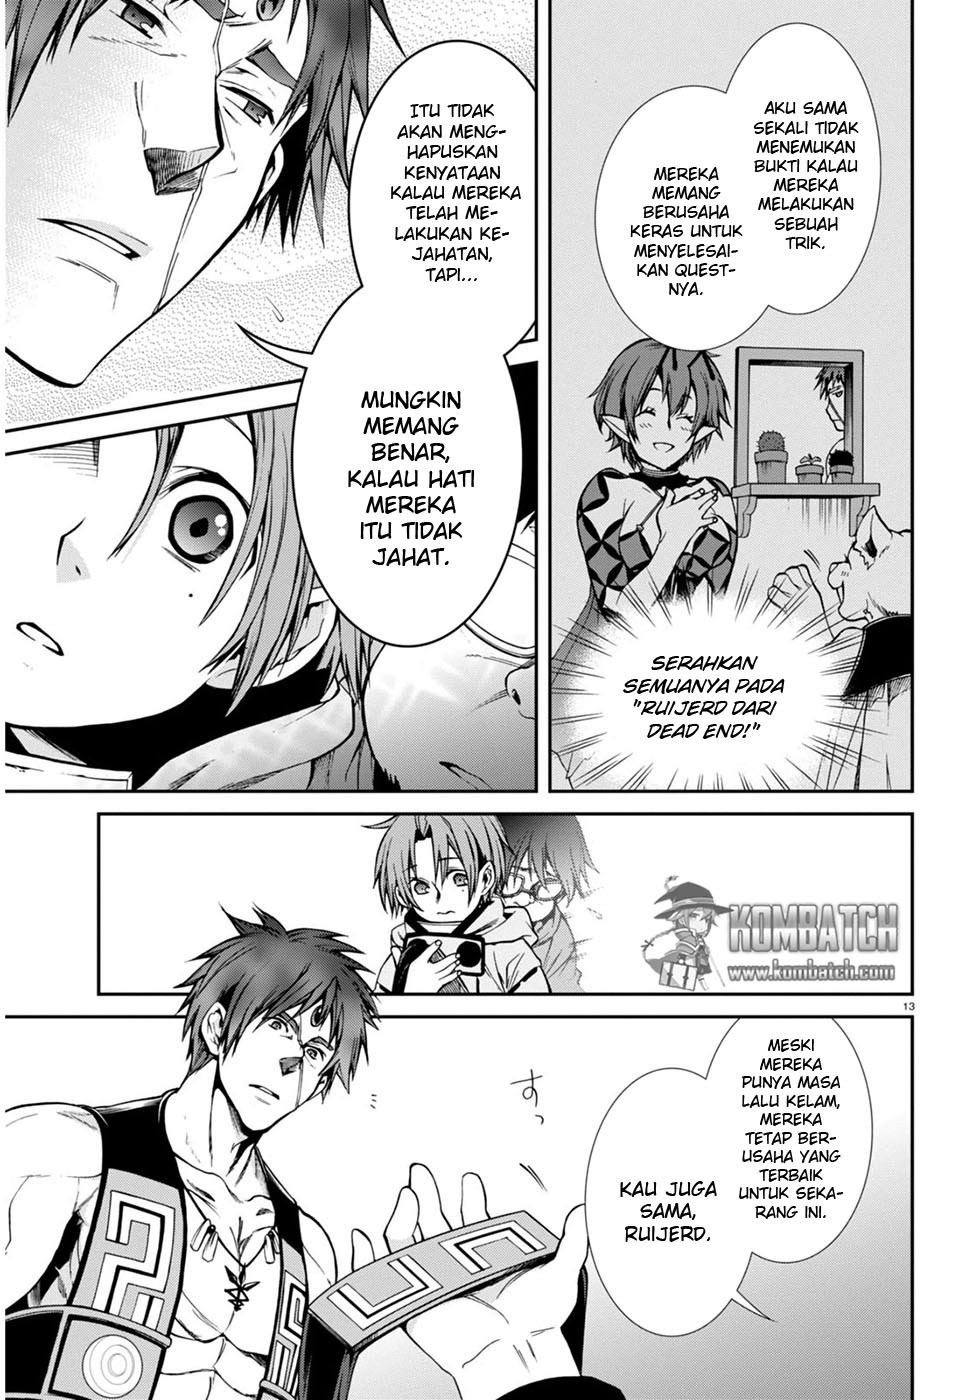 AKU SAMA
SEKALI TIDAK
MENEMUKAN
BUKTI KALAU
MEREKA
MELAKUKAN
SEBUAH
TRIK.
MEREKA
MEMANG
BERUSAHA
KERAS UNTUK
MENYELESAI-
KAN QUEST-
NYA.
SERAHKAN
SEMUANYA PADA
"RUIJERD DARI
DEAD END!"
ITU TIDAK
AKAN MENG-
HAPUSKAN
KENYATAAN
KALAU MEREKA
TELAH ME-
LAKUKAN KE-
JAHATAN,
TAPI...
MUNGKIN
MEMANG
BENAR,
KALAU HATI
MEREKA
ITU TIDAK
JAHAT.
KOMBATCH
www.kombatch.com
13
MESKI
MEREKA
PUNYA MASA
LALU KELAM,
MEREKA
TETAP BER-
USAHA YANG
TERBAIK
UNTUK SEKA-
RANG INI.
KAU JUGA
SAMA,
RUIJERD.
すっ